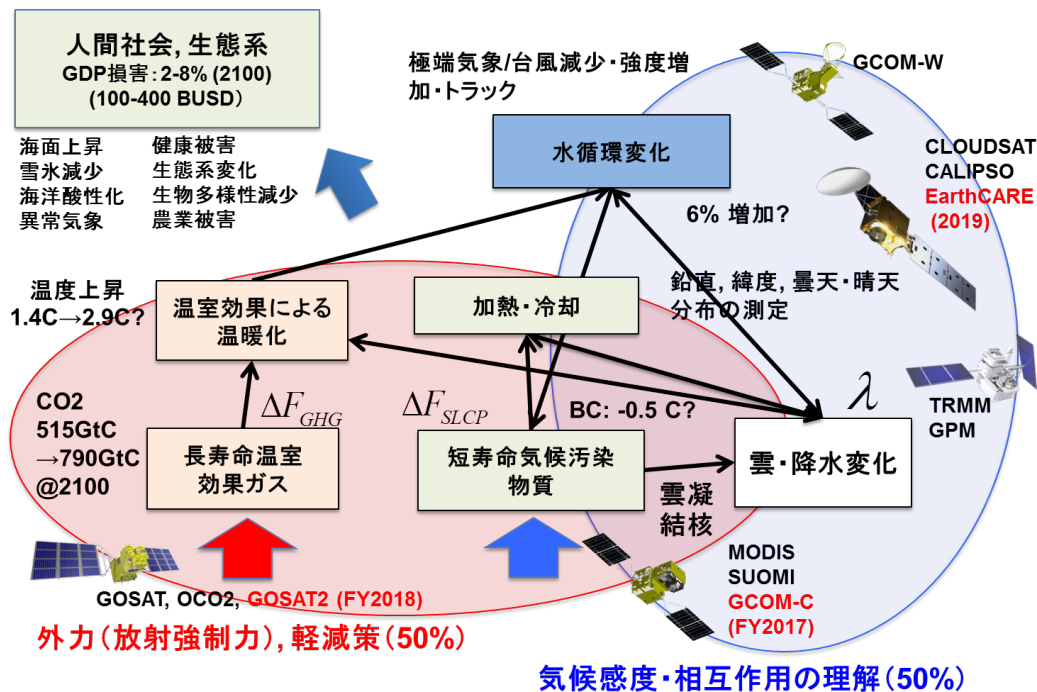 人間社会, 生態系
GDP損害:2-8% (2100)
(100-400 BUSD)
海面上昇
雪氷減少
海洋酸性化
異常気象
健康被害
生態系変化
生物多様性減少
農業被害
極端気象/台風減少・強度増
加・トラック
水循環変化
GCOM-W
CLOUDSAT
CALIPSO
EarthCARE
(2019)
6% 増加?
鉛直, 緯度, 曇天・晴天
分布の測定
温度上昇
1.4C→2.9C?
温室効果による
温暖化
加熱・冷却
TRMM
GPM
CO2
515GtC
→790GtC
@2100
ΔF_GHG
ΔF_SLCP
BC: -0.5 C?
λ
長寿命温室
効果ガス
短寿命気候汚染
物質
雲・降水変化
雲凝
結核
MODIS
SUOMI
GCOM-C
(FY2017)
GOSAT, OCO2, GOSAT2 (FY2018)
外力(放射強制力), 軽減策(50%)
気候感度・相互作用の理解(50%)